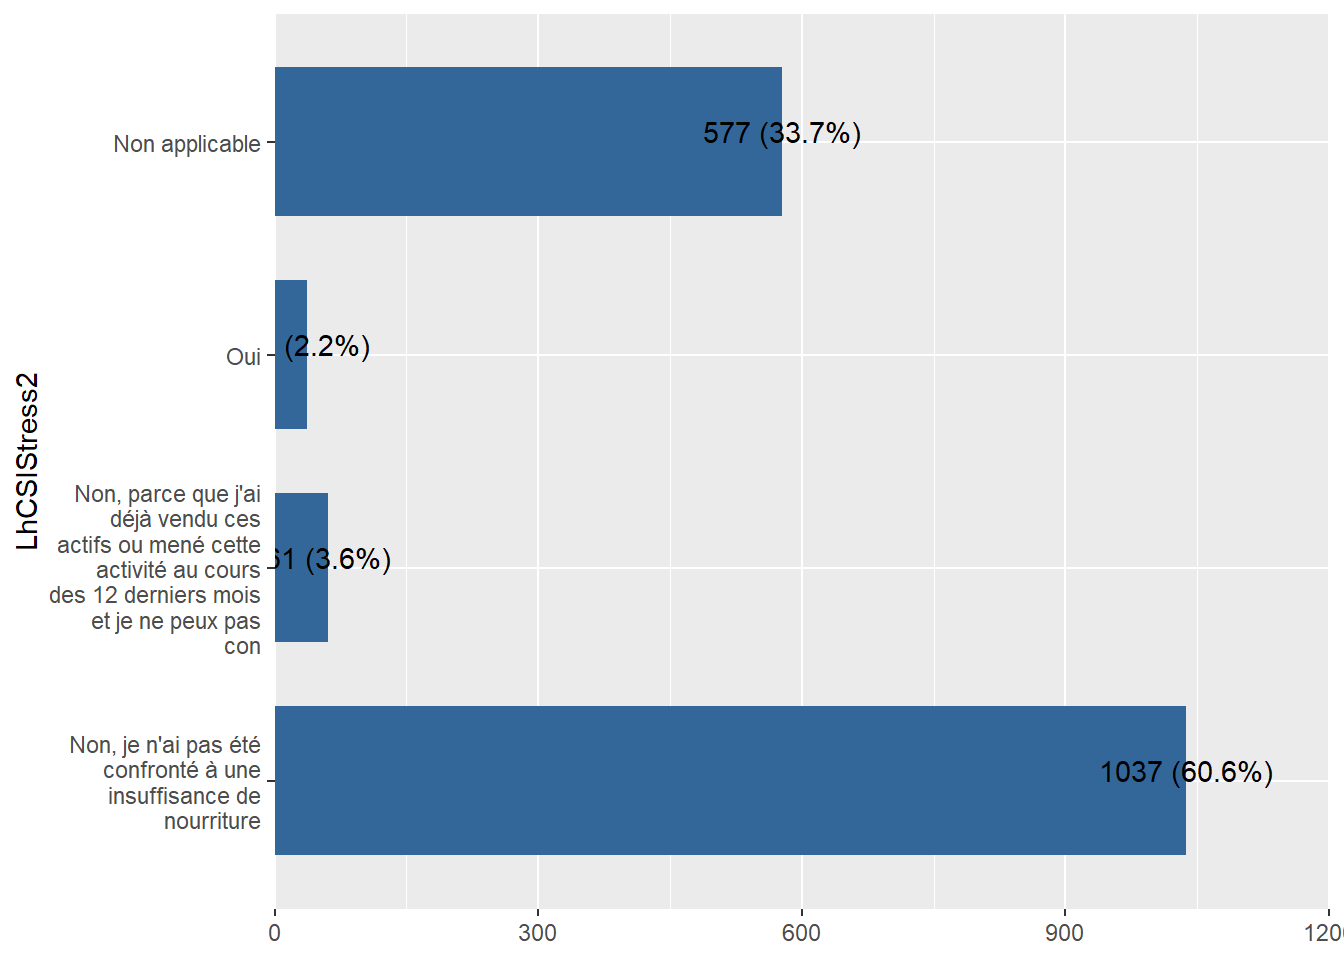 LhCSIStress2
Non applicable
577 (33.7%)
Oui
(2.2%)
Non, parce que j'ai
déjà vendu ces
actifs ou mené cette
activité au cours
des 12 derniers mois
et je ne peux pas
con
61 (3.6%)
Non, je n'ai pas été
confronté à une
insuffisance de
nourriture
1037 (60.6%)
0 300 600 900 120